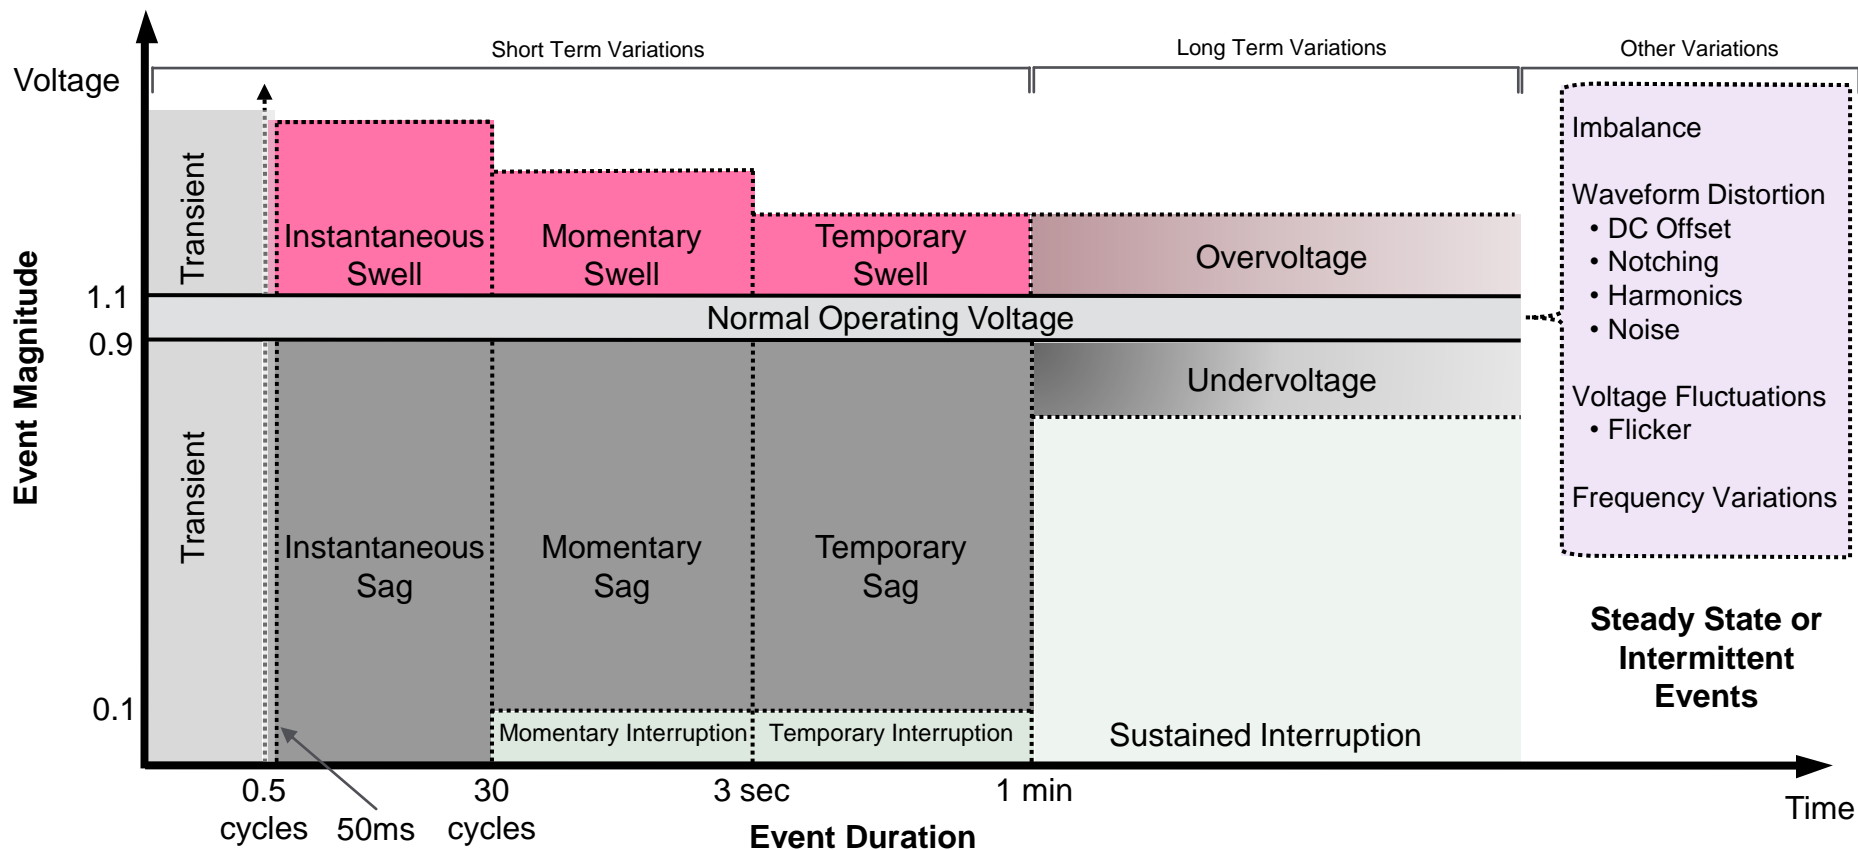 Short Term Variations
Long Term Variations
Other Variations
Voltage
Event Magnitude
1.1
0.9
0.1
Transient
Instantaneous
Swell
Momentary
Swell
Temporary
Swell
Overvoltage
Normal Operating Voltage
Undervoltage
Transient
Instantaneous
Sag
Momentary
Sag
Temporary
Sag
Momentary Interruption
Temporary Interruption
Sustained Interruption
Imbalance
Waveform Distortion
• DC Offset
• Notching
• Harmonics
• Noise
Voltage Fluctuations
• Flicker
Frequency Variations
Steady State or
Intermittent
Events
0.5
cycles
50ms
30
cycles
3 sec
1 min
Time
Event Duration